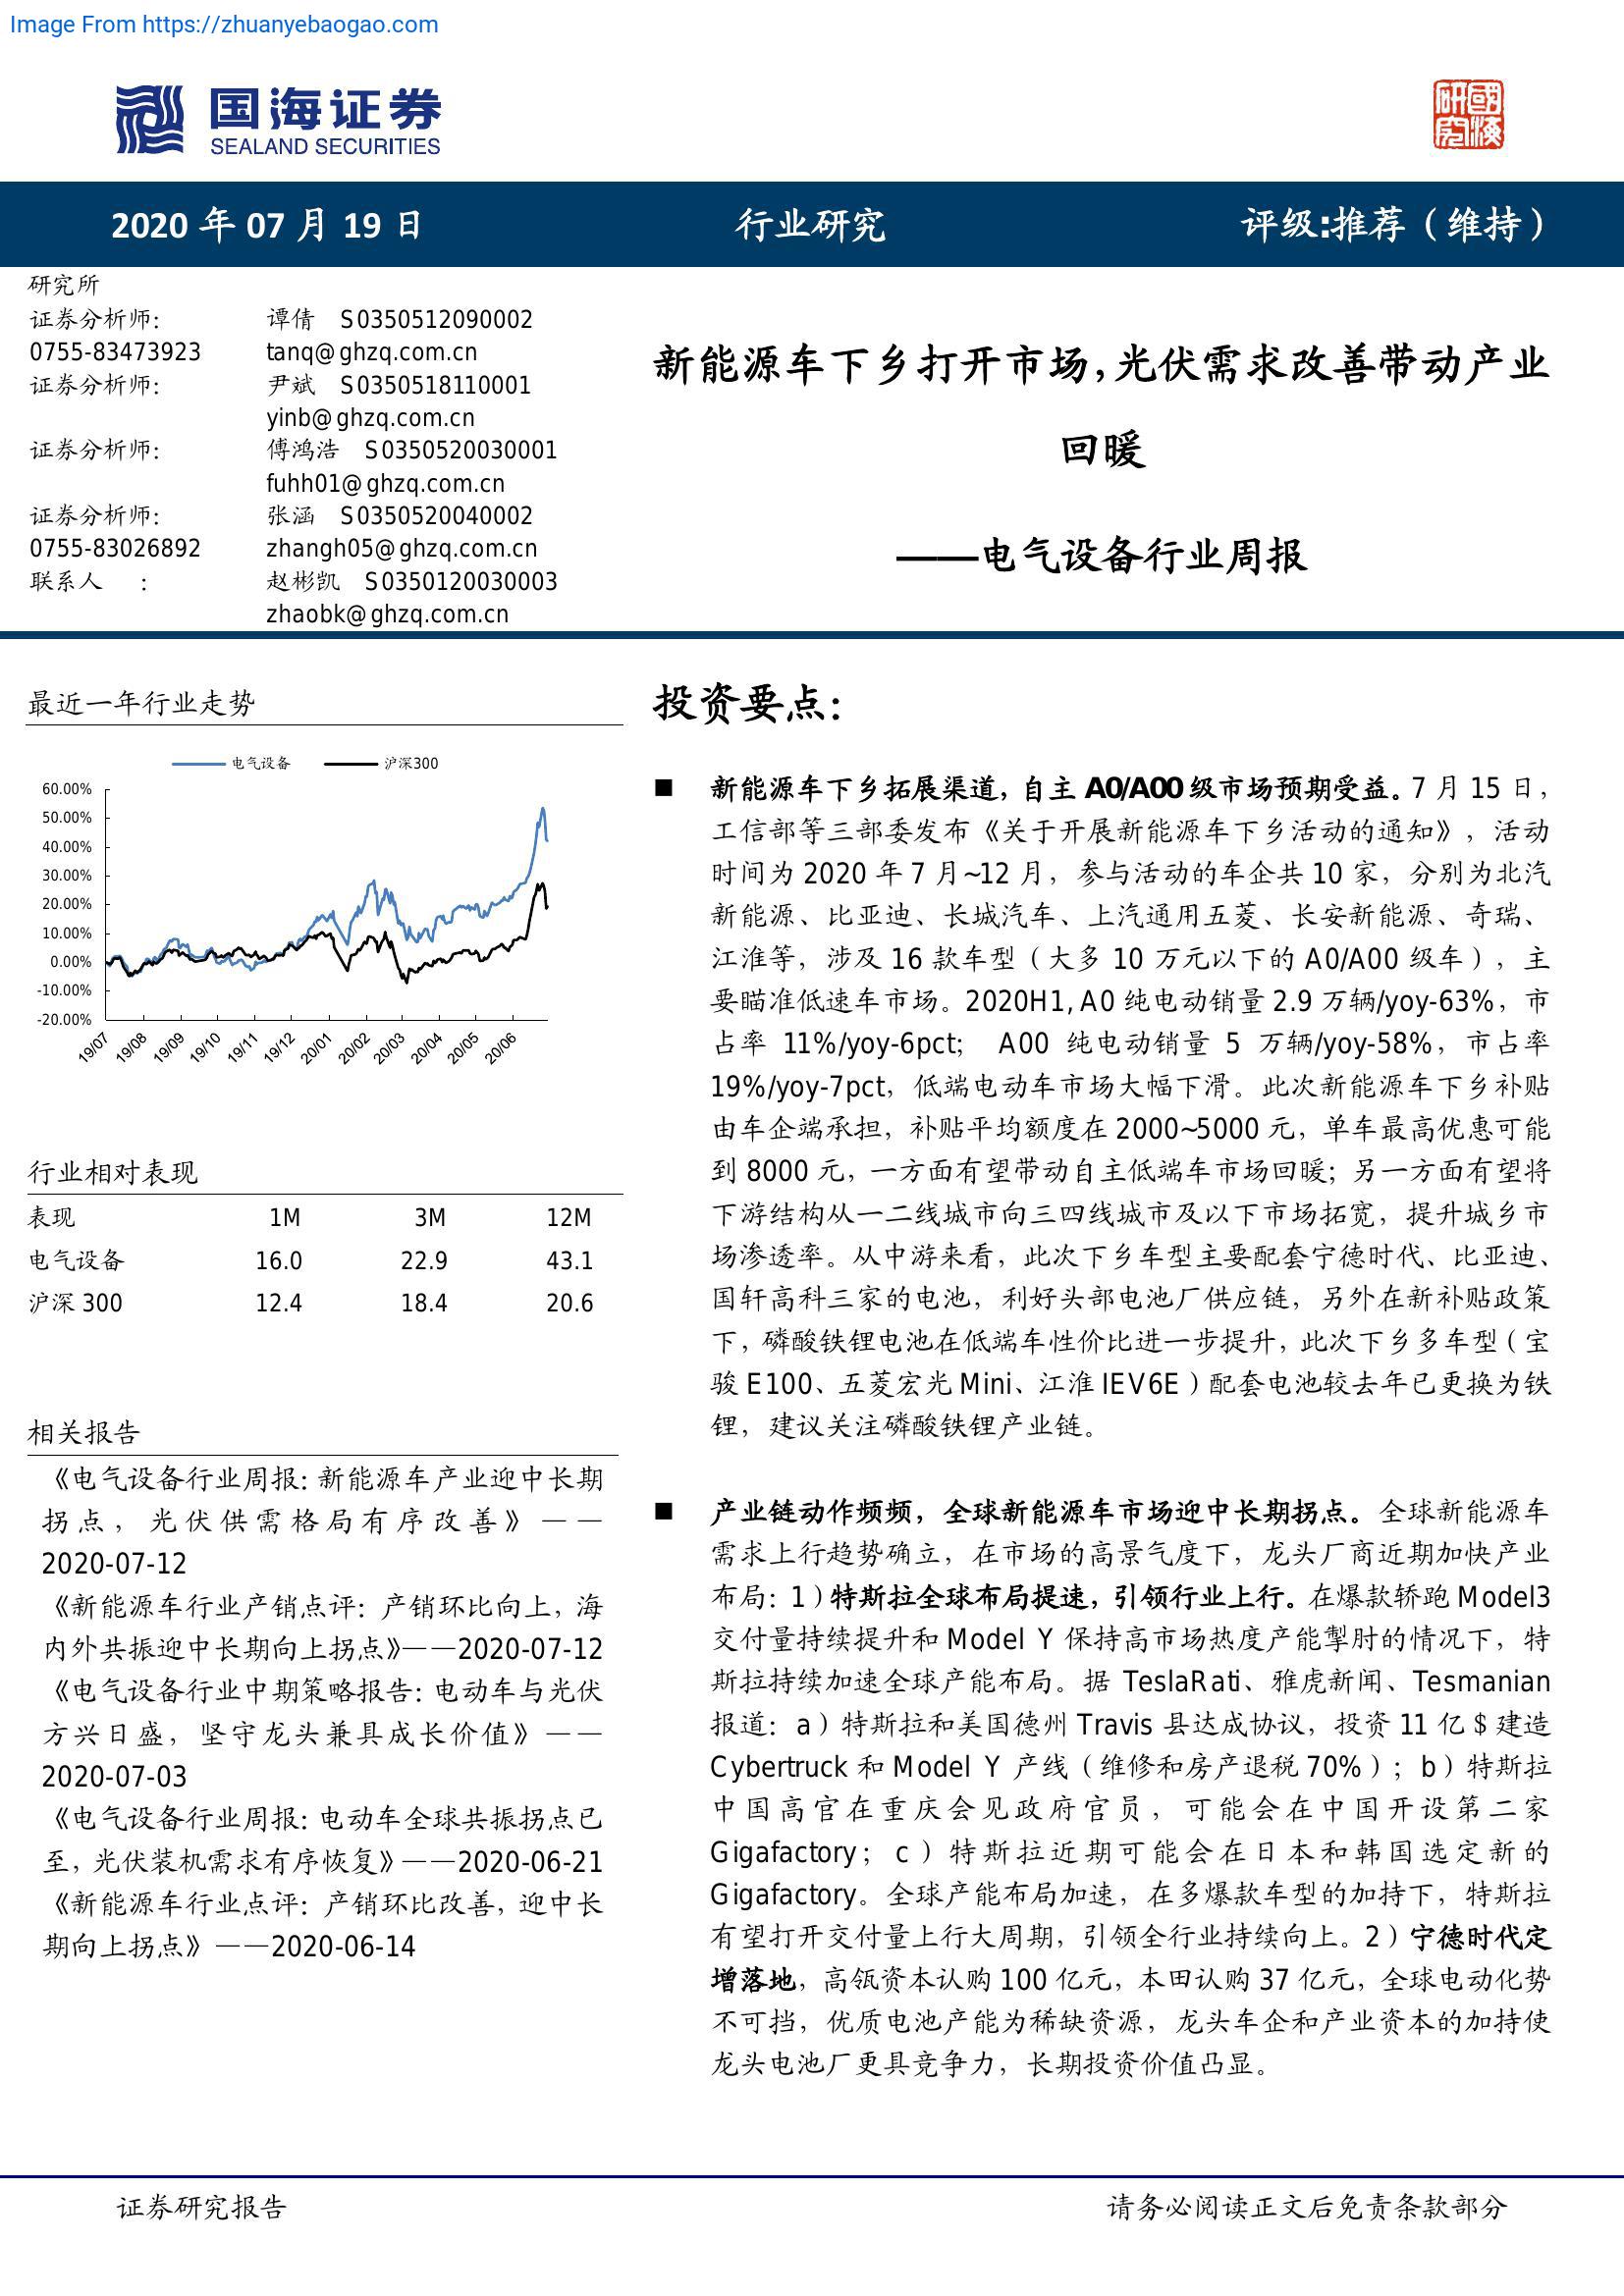 Image From https://zhuanyebaogao.com
国海证券
SEALAND SECURITIES
研究
國海
2020 年 07 月 19 日
行业研究
评级:推荐（维持）
研究所
证券分析师： 谭倩 S0350512090002
0755-83473923 tanq@ghzq.com.cn
证券分析师： 尹斌 S0350518110001
yinb@ghzq.com.cn
证券分析师： 傅鸿浩 S0350520030001
fuhh01@ghzq.com.cn
证券分析师： 张涵 S0350520040002
0755-83026892 zhangh05@ghzq.com.cn
联系人 ： 赵彬凯 S0350120030003
zhaobk@ghzq.com.cn
新能源车下乡打开市场，光伏需求改善带动产业
回暖
——电气设备行业周报
最近一年行业走势
电气设备 沪深300
60.00%
50.00%
40.00%
30.00%
20.00%
10.00%
0.00%
-10.00%
-20.00%
19/07 19/08 19/09 19/10 19/11 19/12 20/01 20/02 20/03 20/04 20/05 20/06
行业相对表现
表现 1M 3M 12M
电气设备 16.0 22.9 43.1
沪深 300 12.4 18.4 20.6
相关报告
《电气设备行业周报：新能源车产业迎中长期
拐点，光伏供需格局有序改善》——
2020-07-12
《新能源车行业产销点评：产销环比向上，海
内外共振迎中长期向上拐点》——2020-07-12
《电气设备行业中期策略报告：电动车与光伏
方兴日盛，坚守龙头兼具成长价值》——
2020-07-03
《电气设备行业周报：电动车全球共振拐点已
至，光伏装机需求有序恢复》——2020-06-21
《新能源车行业点评：产销环比改善，迎中长
期向上拐点》——2020-06-14
投资要点：
■ 新能源车下乡拓展渠道，自主 A0/A00 级市场预期受益。7 月 15 日，
工信部等三部委发布《关于开展新能源车下乡活动的通知》，活动
时间为 2020 年 7 月~12 月，参与活动的车企共 10 家，分别为北汽
新能源、比亚迪、长城汽车、上汽通用五菱、长安新能源、奇瑞、
江淮等，涉及 16 款车型（大多 10 万元以下的 A0/A00 级车），主
要瞄准低速车市场。2020H1，A0 纯电动销量 2.9 万辆/yoy-63%，市
占率 11%/yoy-6pct； A00 纯电动销量 5 万辆/yoy-58%，市占率
19%/yoy-7pct，低端电动车市场大幅下滑。此次新能源车下乡补贴
由车企端承担，补贴平均额度在 2000~5000 元，单车最高优惠可能
到 8000 元，一方面有望带动自主低端车市场回暖；另一方面有望将
下游结构从一二线城市向三四线城市及以下市场拓宽，提升城乡市
场渗透率。从中游来看，此次下乡车型主要配套宁德时代、比亚迪、
国轩高科三家的电池，利好头部电池厂供应链，另外在新补贴政策
下，磷酸铁锂电池在低端车性价比进一步提升，此次下乡多车型（宝
骏 E100、五菱宏光 Mini、江淮 IEV6E）配套电池较去年已更换为铁
锂，建议关注磷酸铁锂产业链。
■ 产业链动作频频，全球新能源车市场迎中长期拐点。全球新能源车
需求上行趋势确立，在市场的高景气度下，龙头厂商近期加快产业
布局：1）特斯拉全球布局提速，引领行业上行。在爆款轿跑 Model3
交付量持续提升和 Model Y 保持高市场热度产能掣肘的情况下，特
斯拉持续加速全球产能布局。据 TeslaRati、雅虎新闻、Tesmanian
报道：a）特斯拉和美国德州 Travis 县达成协议，投资 11 亿＄建造
Cybertruck 和 Model Y 产线（维修和房产退税 70%）；b）特斯拉
中国高官在重庆会见政府官员，可能会在中国开设第二家
Gigafactory；c）特斯拉近期可能会在日本和韩国选定新的
Gigafactory。全球产能布局加速，在多爆款车型的加持下，特斯拉
有望打开交付量上行大周期，引领全行业持续向上。2）宁德时代定
增落地，高瓴资本认购 100 亿元，本田认购 37 亿元，全球电动化势
不可挡，优质电池产能为稀缺资源，龙头车企和产业资本的加持使
龙头电池厂更具竞争力，长期投资价值凸显。
证券研究报告
请务必阅读正文后免责条款部分